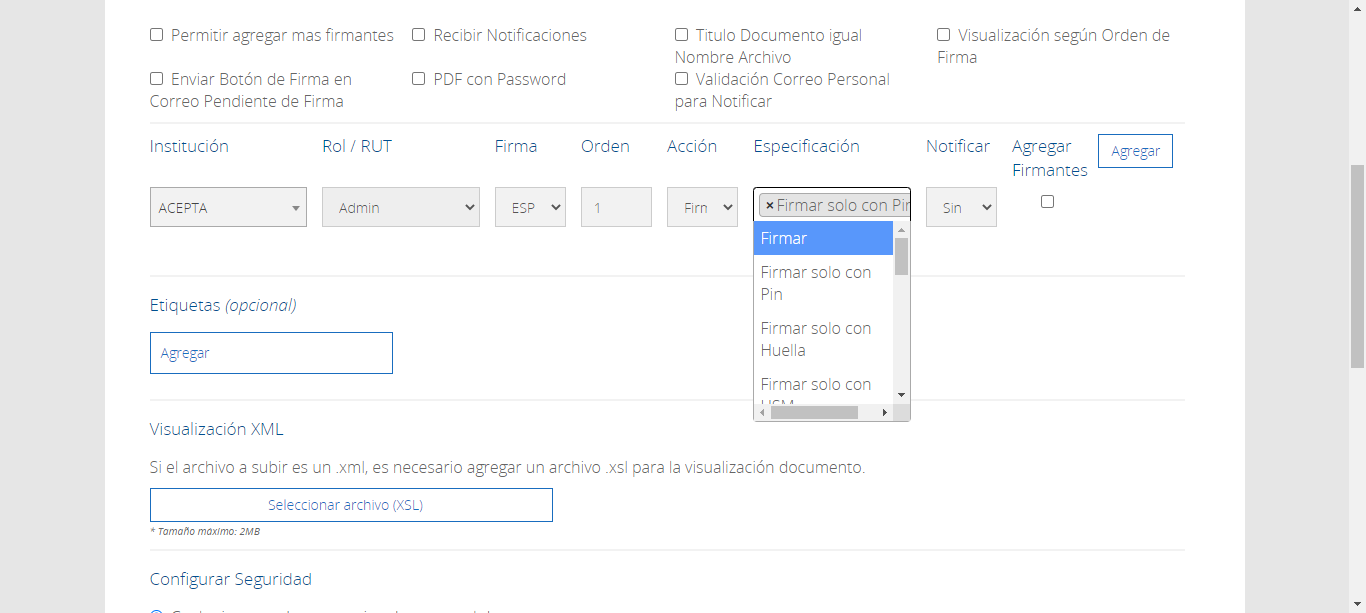 Permitir agregar mas firmantes
Recibir Notificaciones
Titulo Documento igual
Nombre Archivo
Visualización según Orden de
Firma
Enviar Botón de Firma en
Correo Pendiente de Firma
PDF con Password
Validación Correo Personal
para Notificar
Institución
Rol / RUT
Firma
Orden
Acción
Especificación
Notificar
Agregar
Firmantes
Agregar
ACEPTA
Admin
ESP
1
Firn
× Firmar solo con Pin
Sin
Firmar
Firmar solo con
Pin
Firmar solo con
Huella
Firmar solo con
HSM
Etiquetas (opcional)
Agregar
Visualización XML
Si el archivo a subir es un .xml, es necesario agregar un archivo .xsl para la visualización documento.
Seleccionar archivo (XSL)
* Tamaño máximo: 2MB
Configurar Seguridad